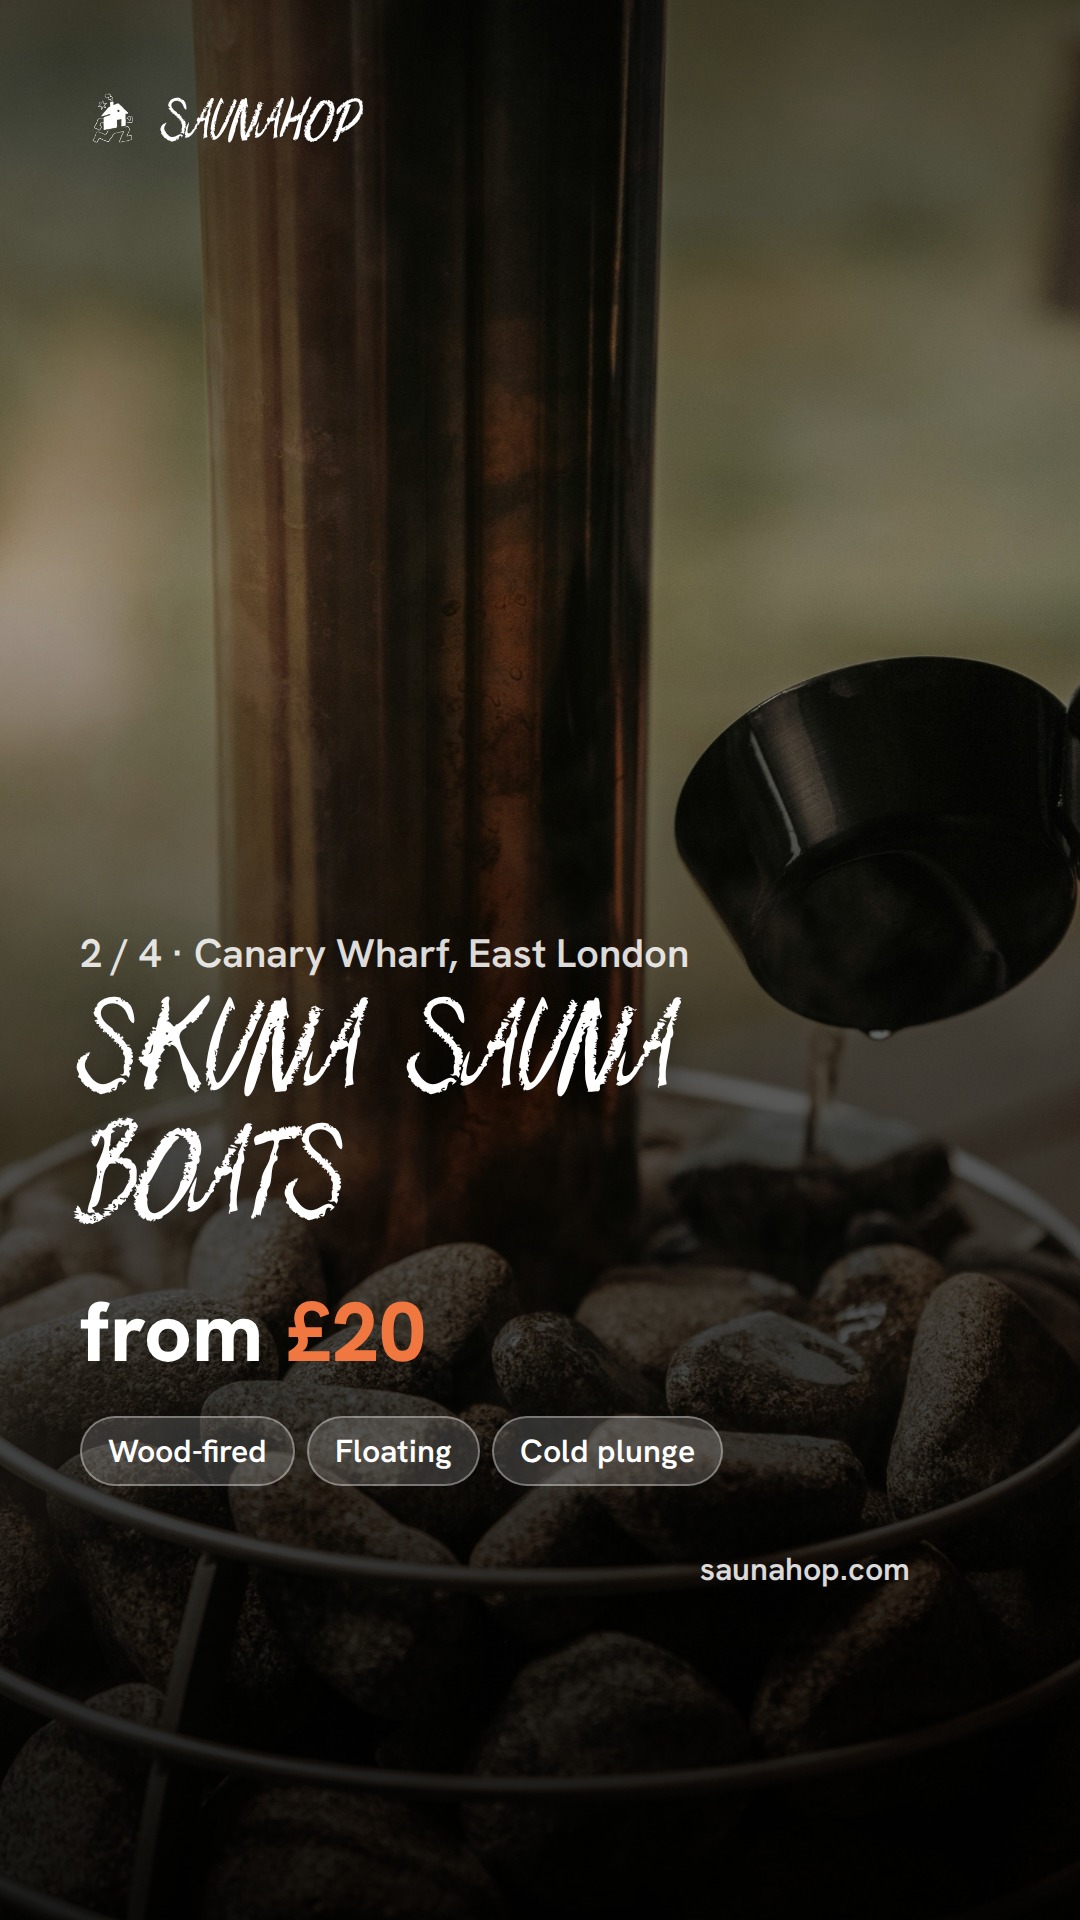 SAUNAHOP
2 / 4 · Canary Wharf, East London
SKUNA SAUNA
BOATS
from £20
Wood-fired
Floating
Cold plunge
saunahop.com